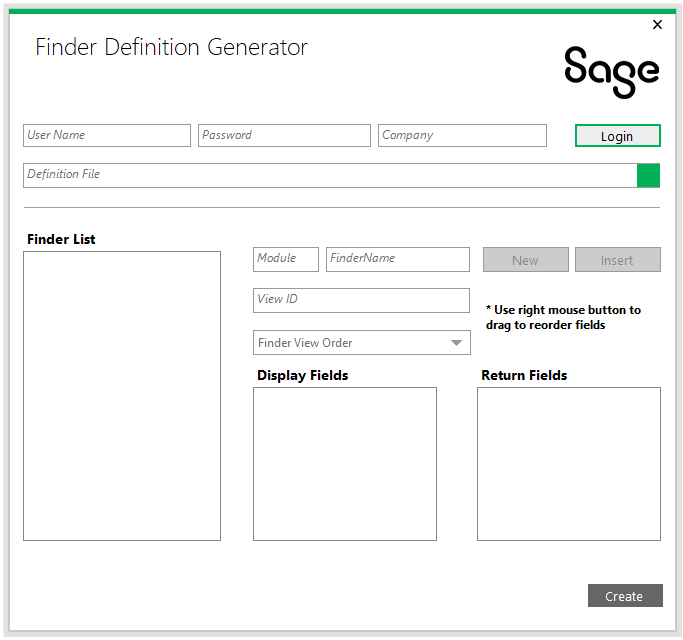 ×
Finder Definition Generator
Sage
User Name
Password
Company
Login
Definition File
Finder List
Module
FinderName
New
Insert
View ID
* Use right mouse button to
drag to reorder fields
Finder View Order
Display Fields
Return Fields
Create